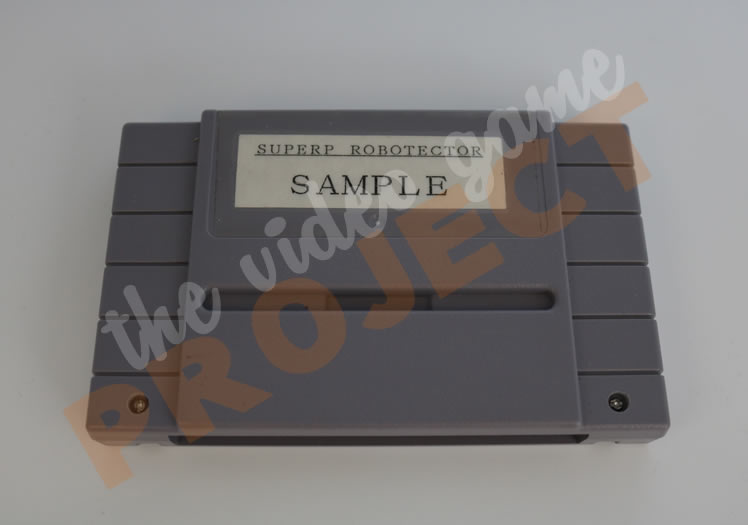 SUPERP ROBOTECTOR
SAMPLE
the video game
PROJECT